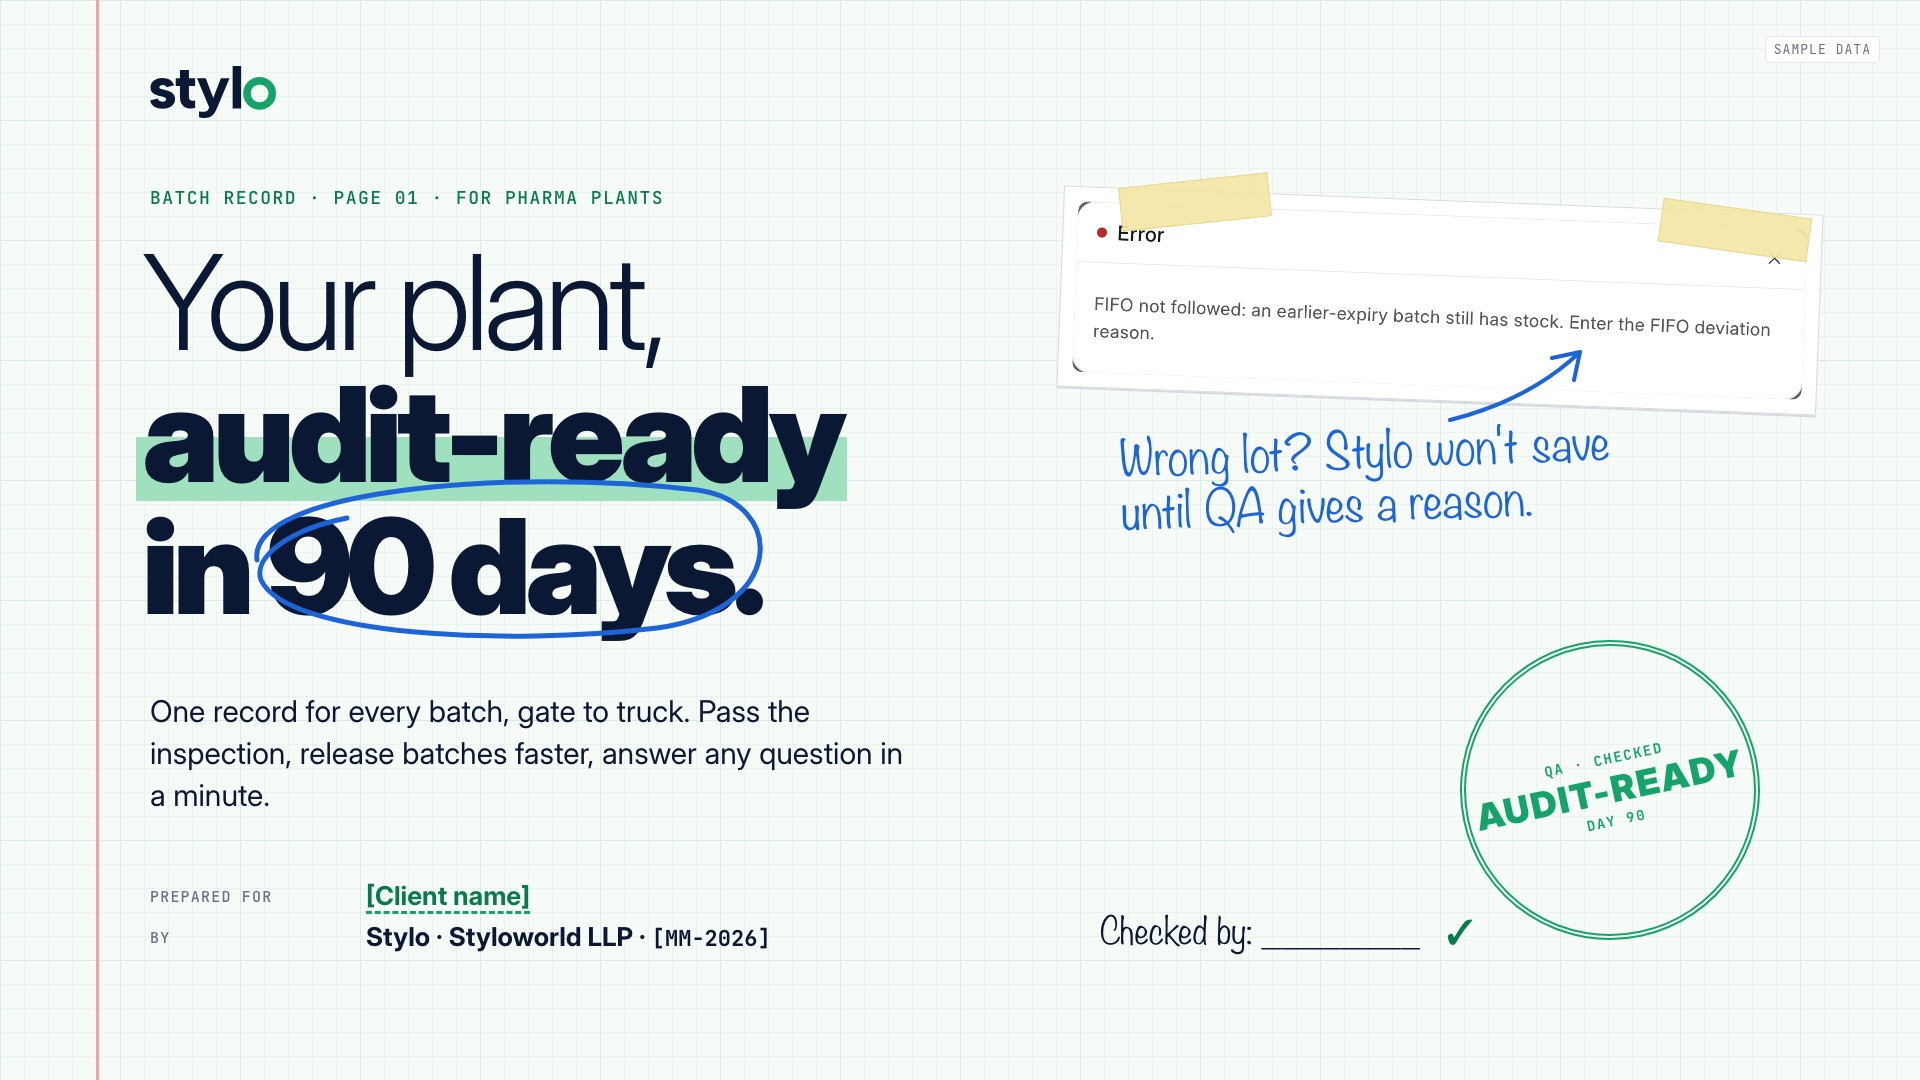 SAMPLE DATA
stylo
BATCH RECORD · PAGE 01 · FOR PHARMA PLANTS
Your plant,
audit-ready
in 90 days.
One record for every batch, gate to truck. Pass the
inspection, release batches faster, answer any question in
a minute.
PREPARED FOR [Client name]
BY Stylo · Styloworld LLP · [MM-2026]
Error
FIFO not followed: an earlier-expiry batch still has stock. Enter the FIFO deviation
reason.
Wrong lot? Stylo won't save
until QA gives a reason.
QA · CHECKED
AUDIT-READY
DAY 90
Checked by: ________ ✓